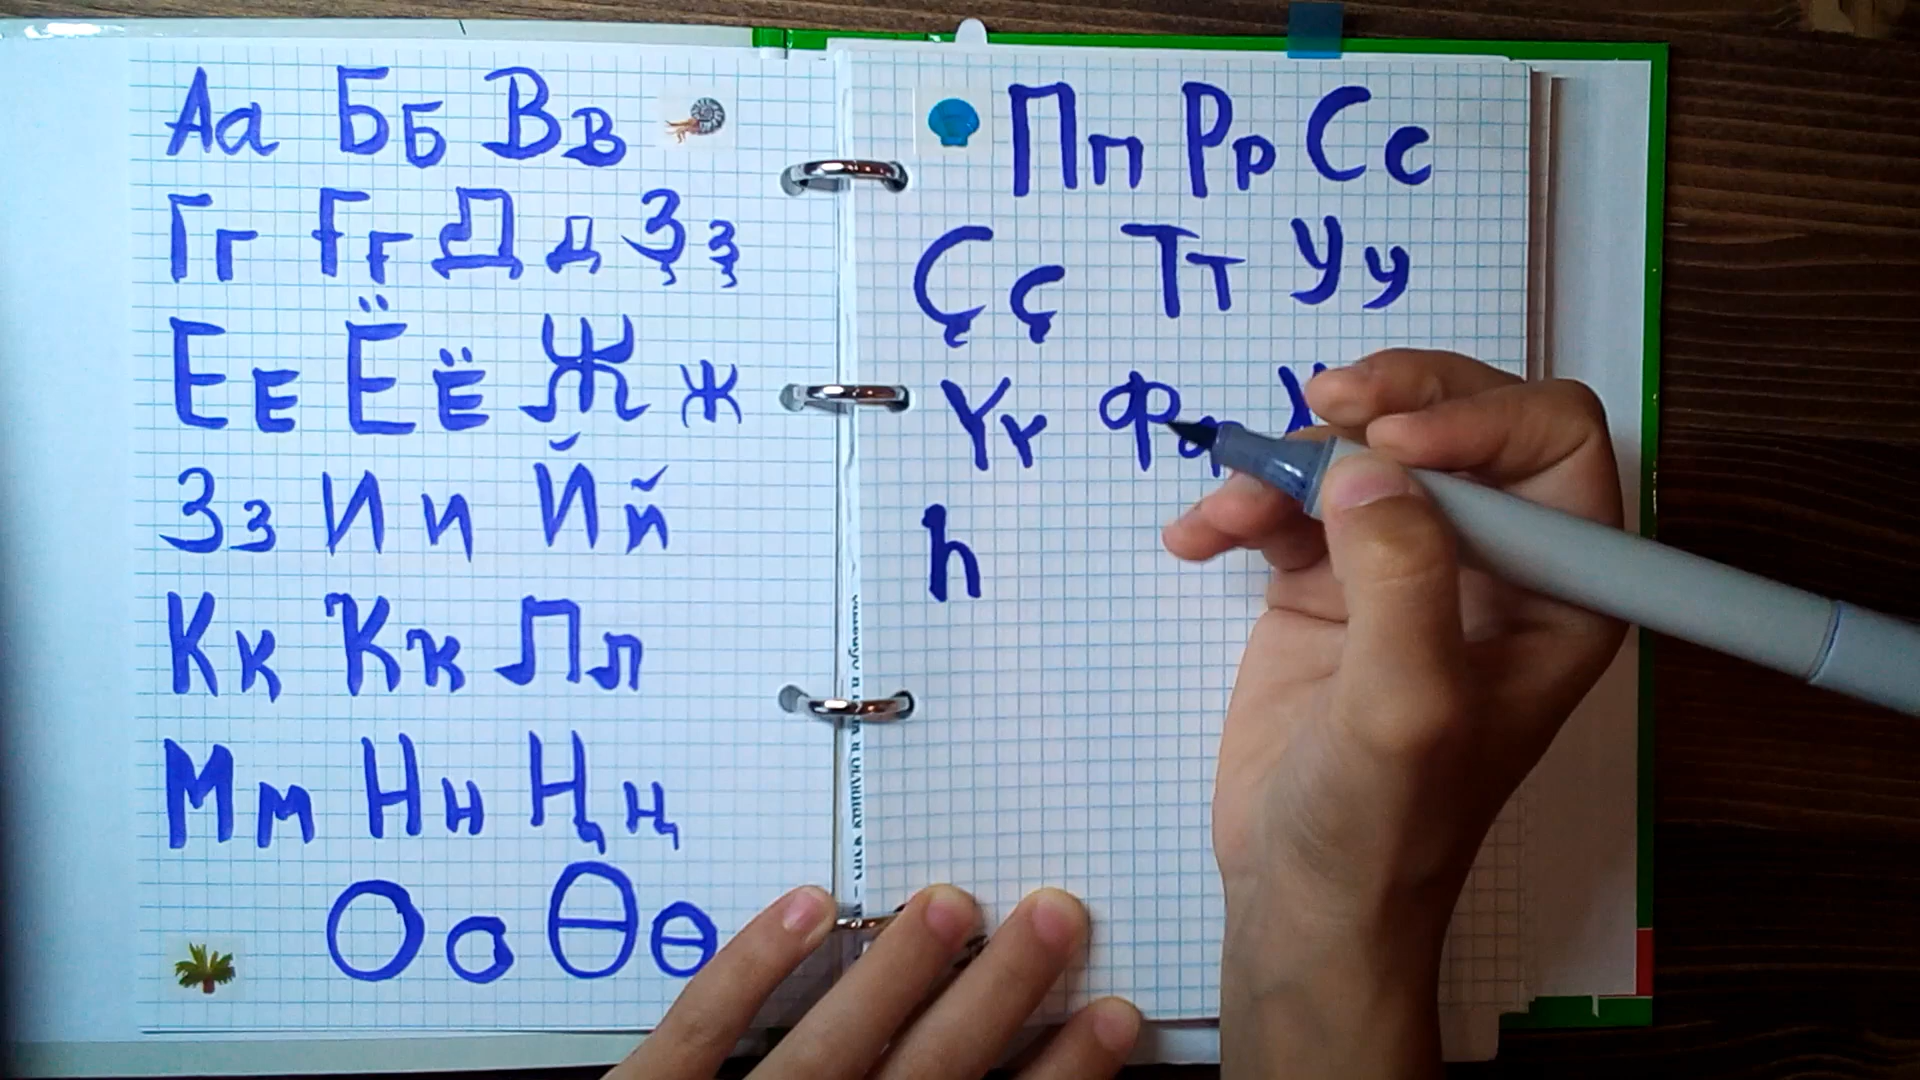 Аа Бб Вв
Гг Ғғ Дд Ҙҙ
Ее Ёё Жж
Зз Ии Йй
Кк Ҡҡ Лл
Мм Нн Ңң
Оо Өө
Пп Рр Сс
Ҫҫ Тт Уу
Үү Фф
һ